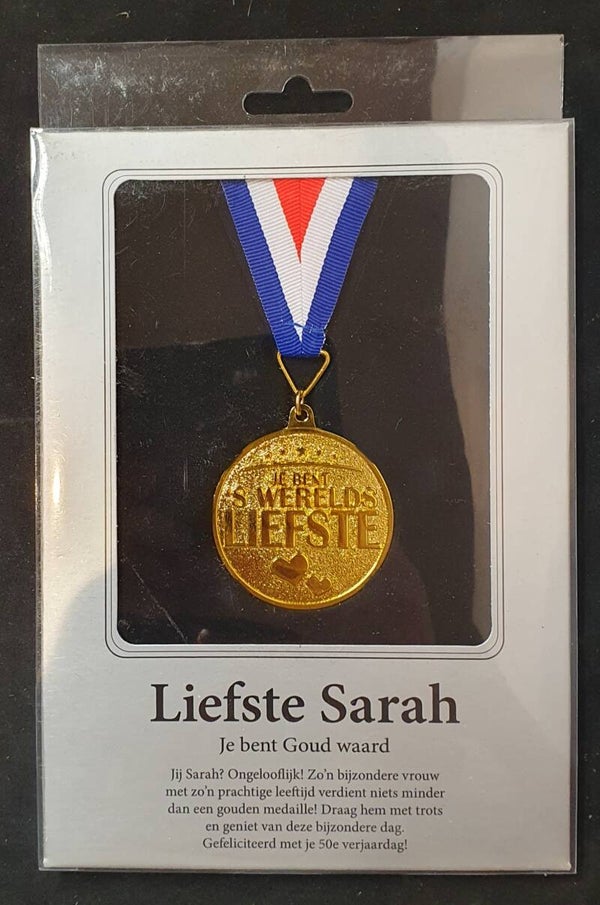 JE BENT
'S WERELDS
LIEFSTE
Liefste Sarah
Je bent Goud waard
Jij Sarah? Ongelooflijk! Zo'n bijzondere vrouw
met zo'n prachtige leeftijd verdient niets minder
dan een gouden medaille! Draag hem met trots
en geniet van deze bijzondere dag.
Gefeliciteerd met je 50e verjaardag!